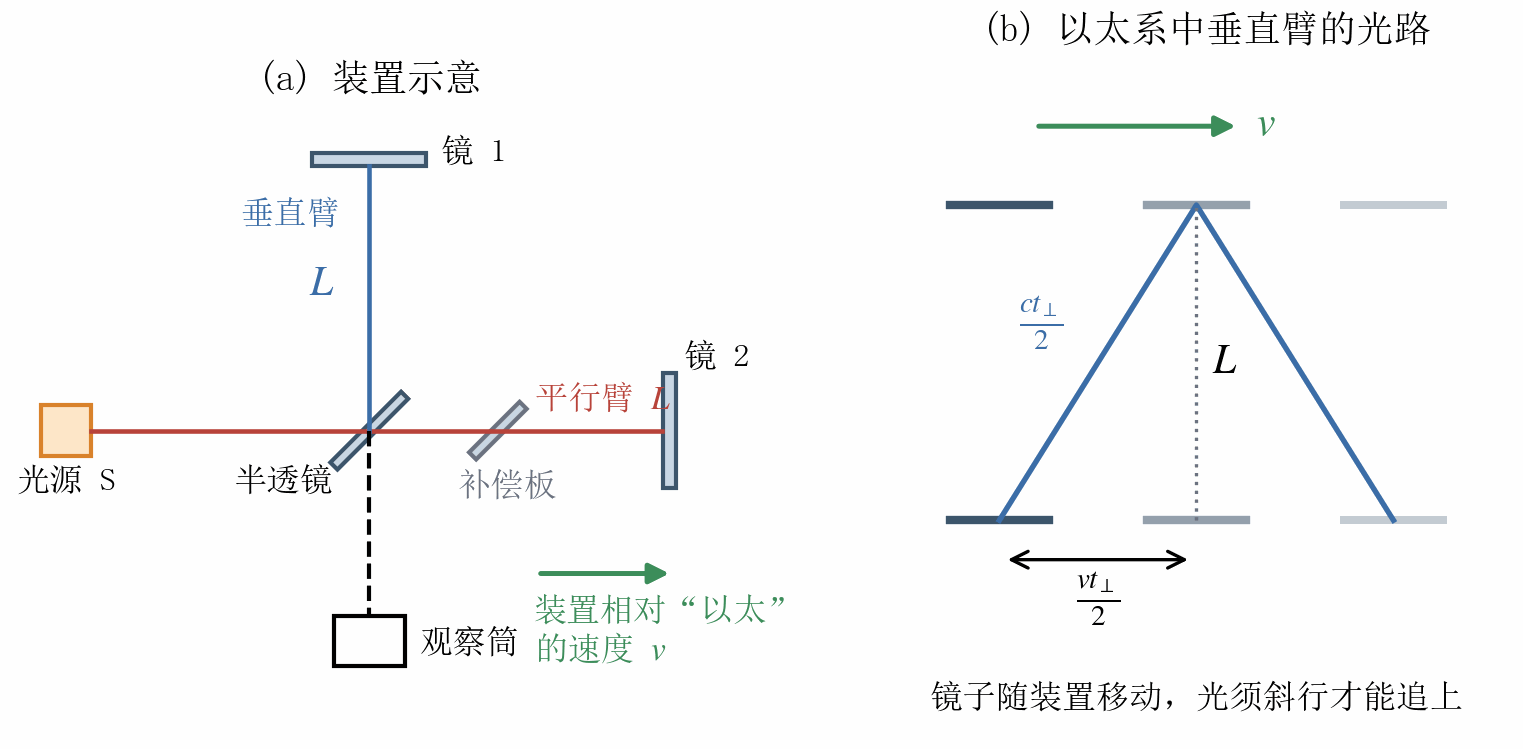 (a) 装置示意
镜 1
垂直臂
L
镜 2
平行臂 L
光源 S
半透镜
补偿板
装置相对“以太”
的速度 v
观察筒
(b) 以太系中垂直臂的光路
v
ct⊥
2
L
vt⊥
2
镜子随装置移动，光须斜行才能追上